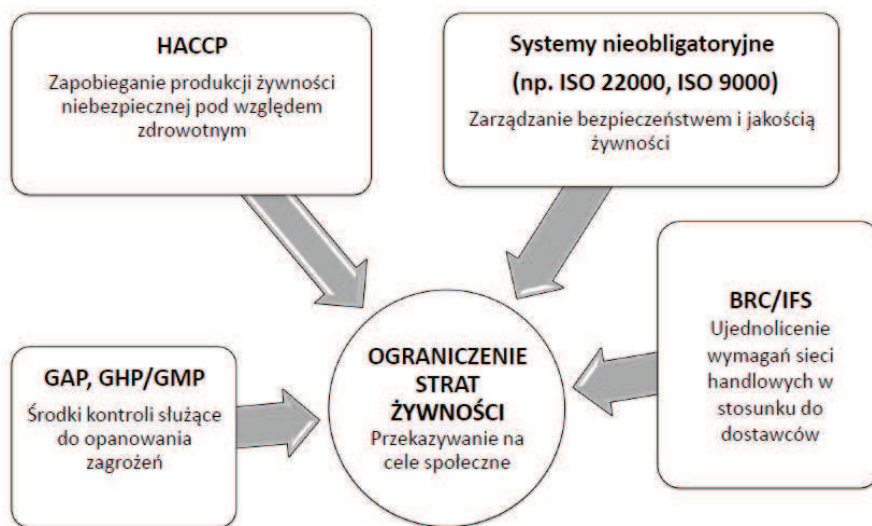 HACCP
Zapobieganie produkcji żywności
niebezpiecznej pod względem
zdrowotnym
Systemy nieobligatoryjne
(np. ISO 22000, ISO 9000)
Zarządzanie bezpieczeństwem i jakością
żywności
GAP, GHP/GMP
Środki kontroli służące
do opanowania
zagrożeń
OGRANICZENIE
STRAT
ŻYWNOŚCI
Przekazywanie na
cele społeczne
BRC/IFS
Ujednolicenie
wymagań sieci
handlowych w
stosunku do
dostawców